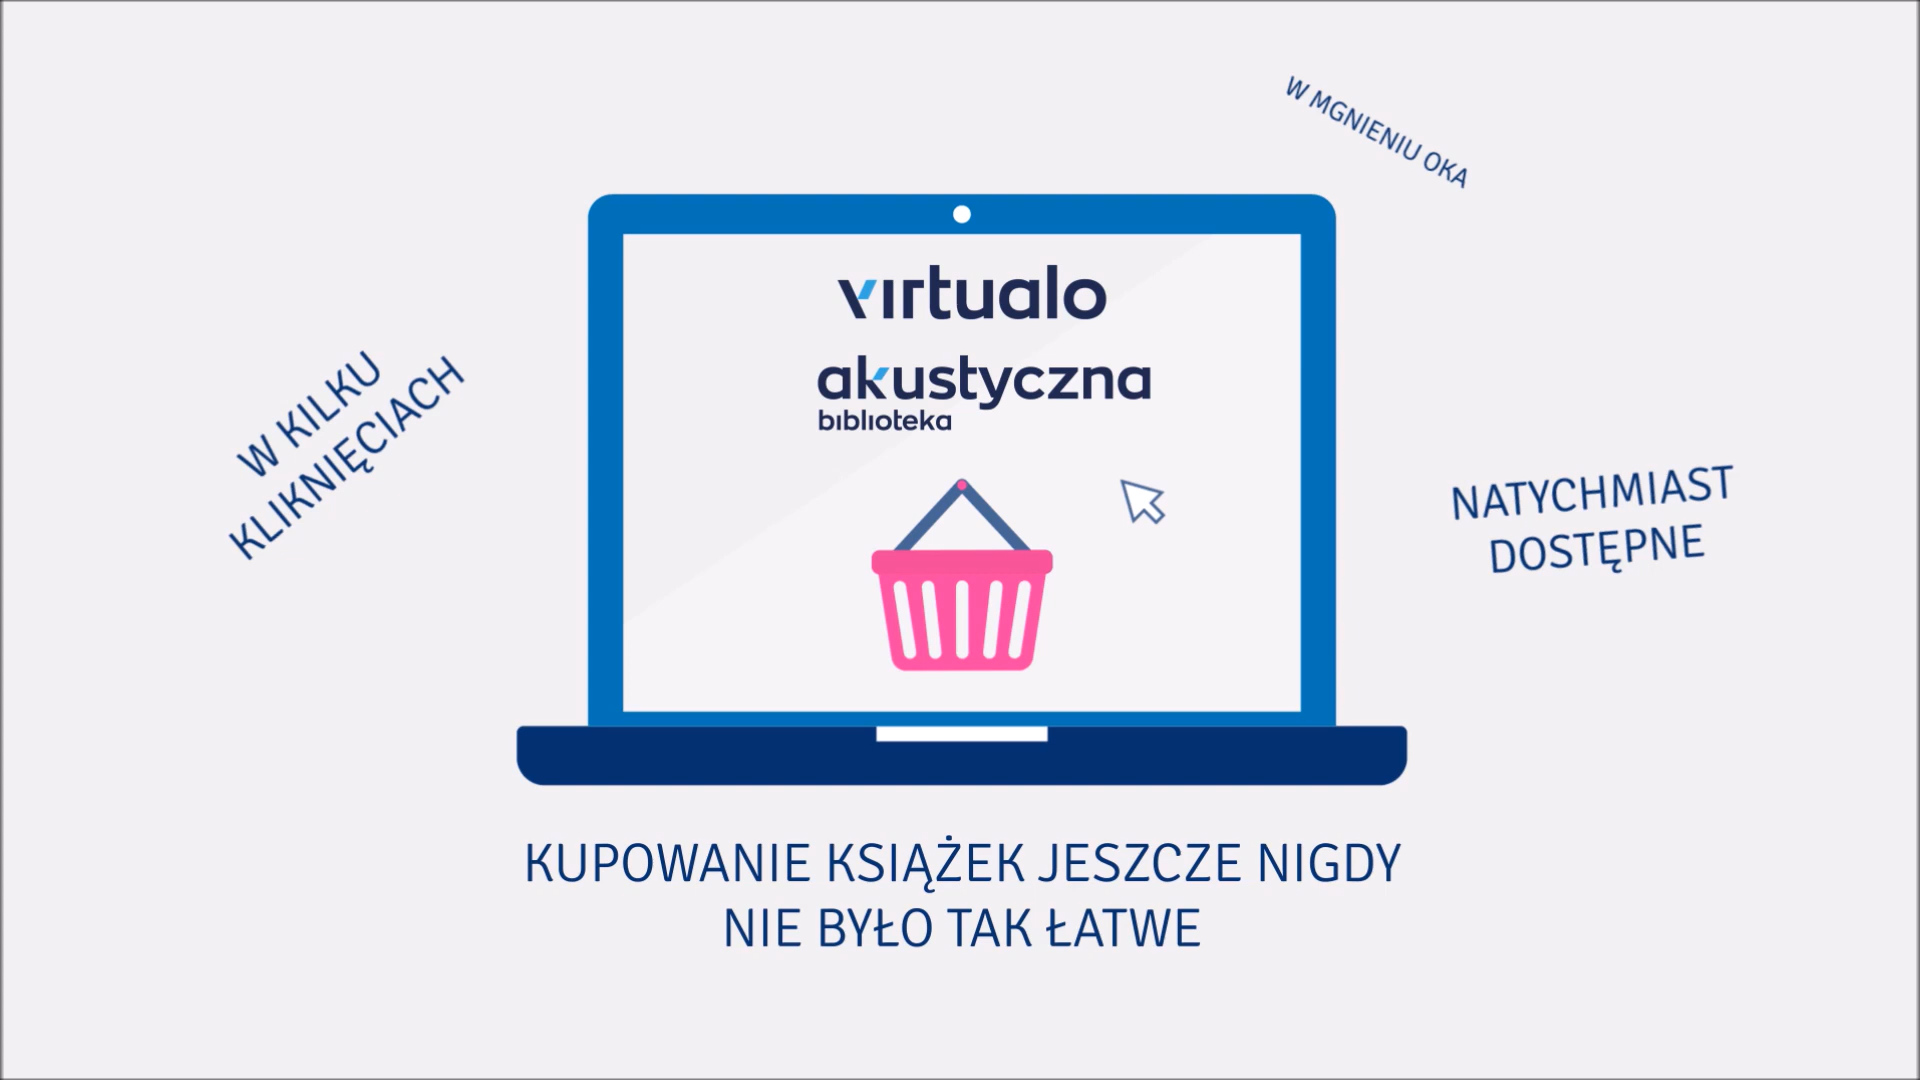 W MGNIENIU OKA
virtualo
akustyczna
biblioteka
W KILKU
KLIKNIĘCIACH
NATYCHMIAST
DOSTĘPNE
KUPOWANIE KSIĄŻEK JESZCZE NIGDY
NIE BYŁO TAK ŁATWE